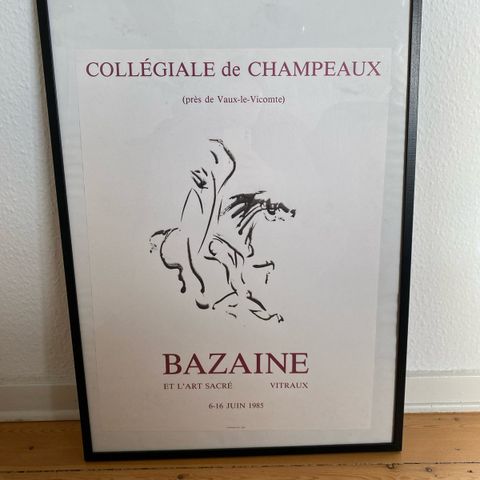 COLLÉGIALE de CHAMPEAUX
(près de Vaux-le-Vicomte)
BAZAINE
ET L'ART SACRÉ VITRAUX
6-16 JUIN 1985